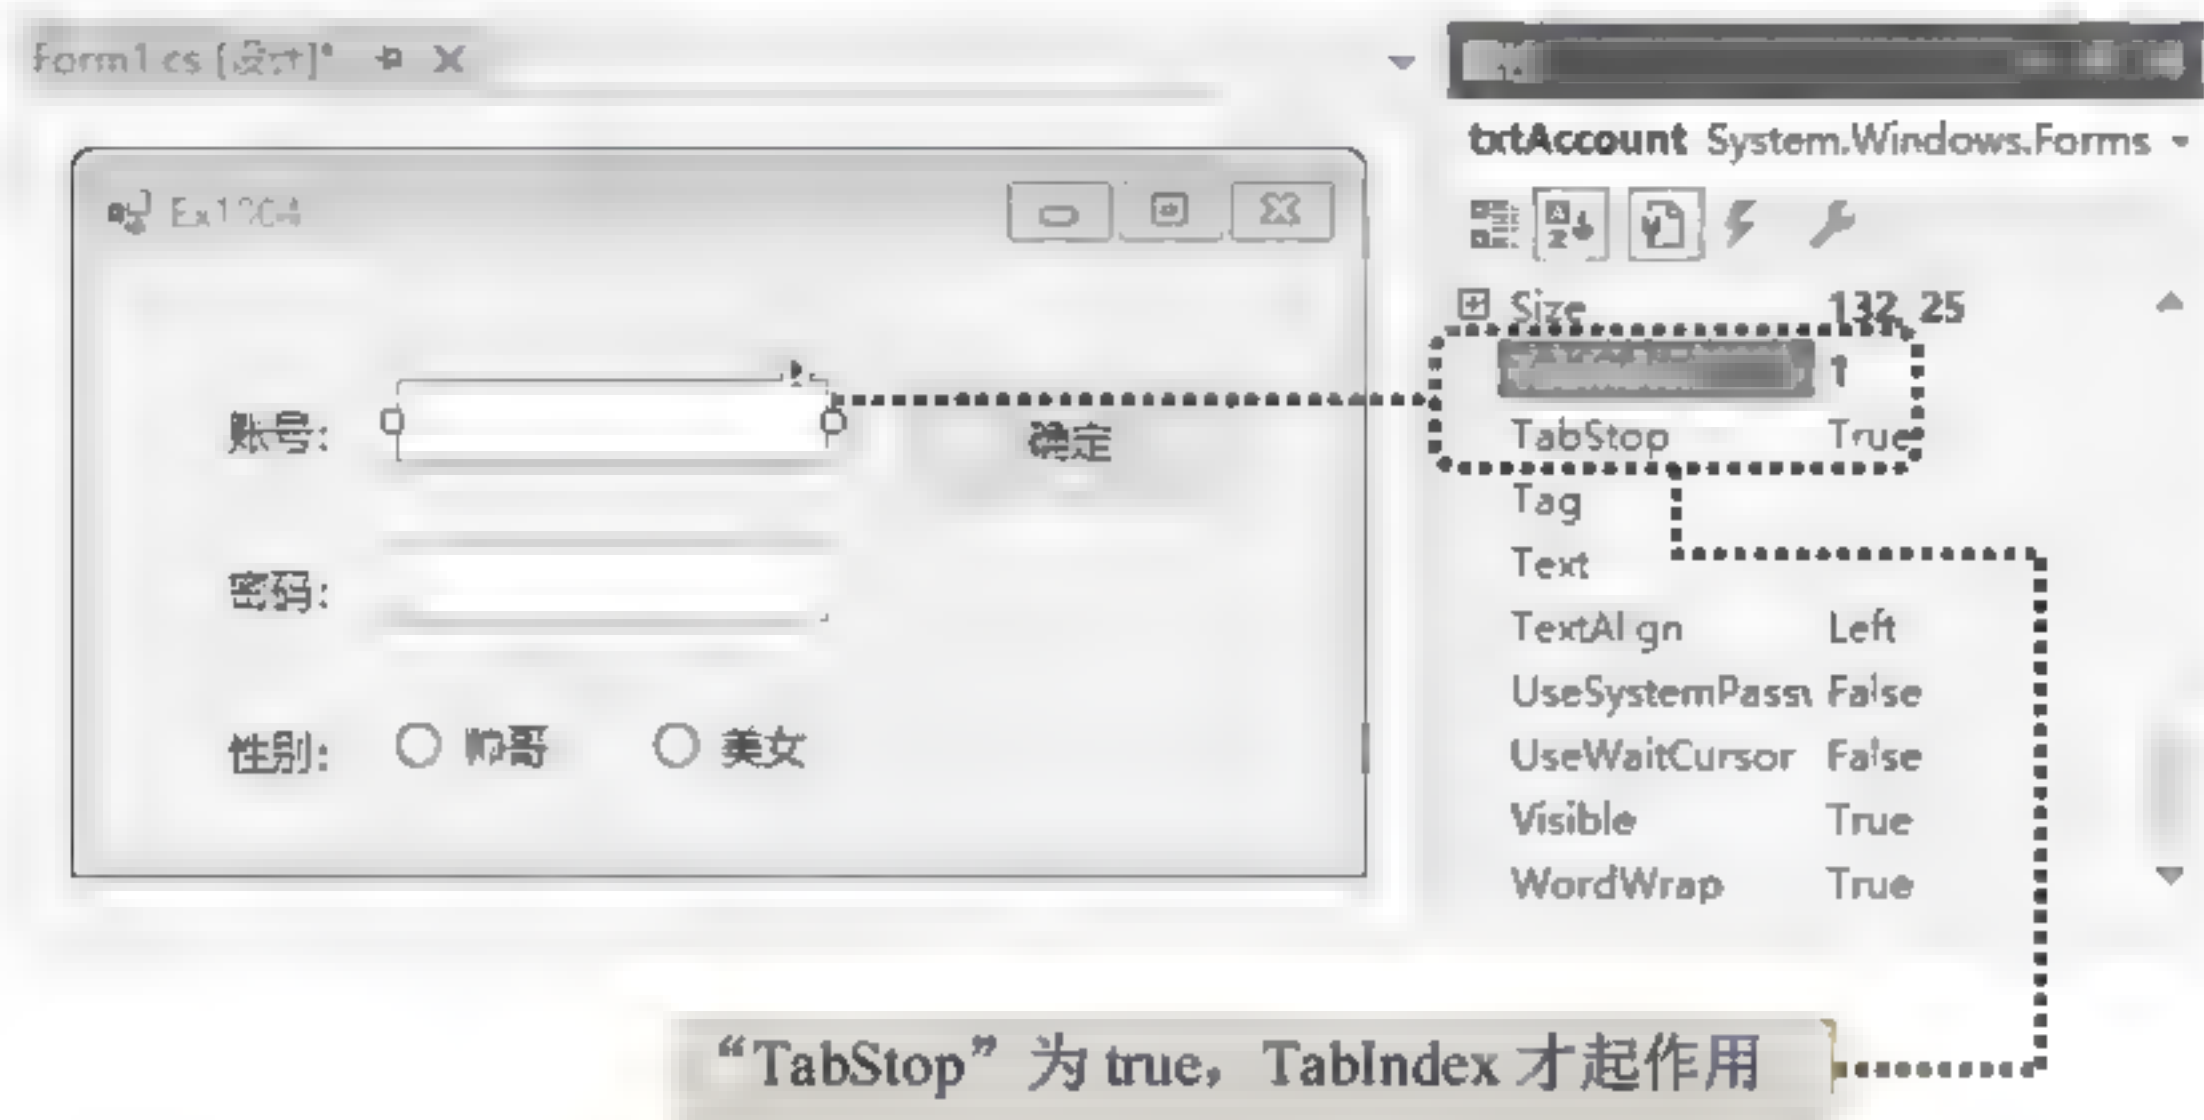 Form1.cs [设计]*
txtAccount System.Windows.Forms
Size 132, 25
1
TabStop True
Tag
Text
TextAlign Left
UseSystemPassw False
UseWaitCursor False
Visible True
WordWrap True
账号:
确定
密码:
性别: 帅哥 美女
“TabStop”为 true，TabIndex 才起作用